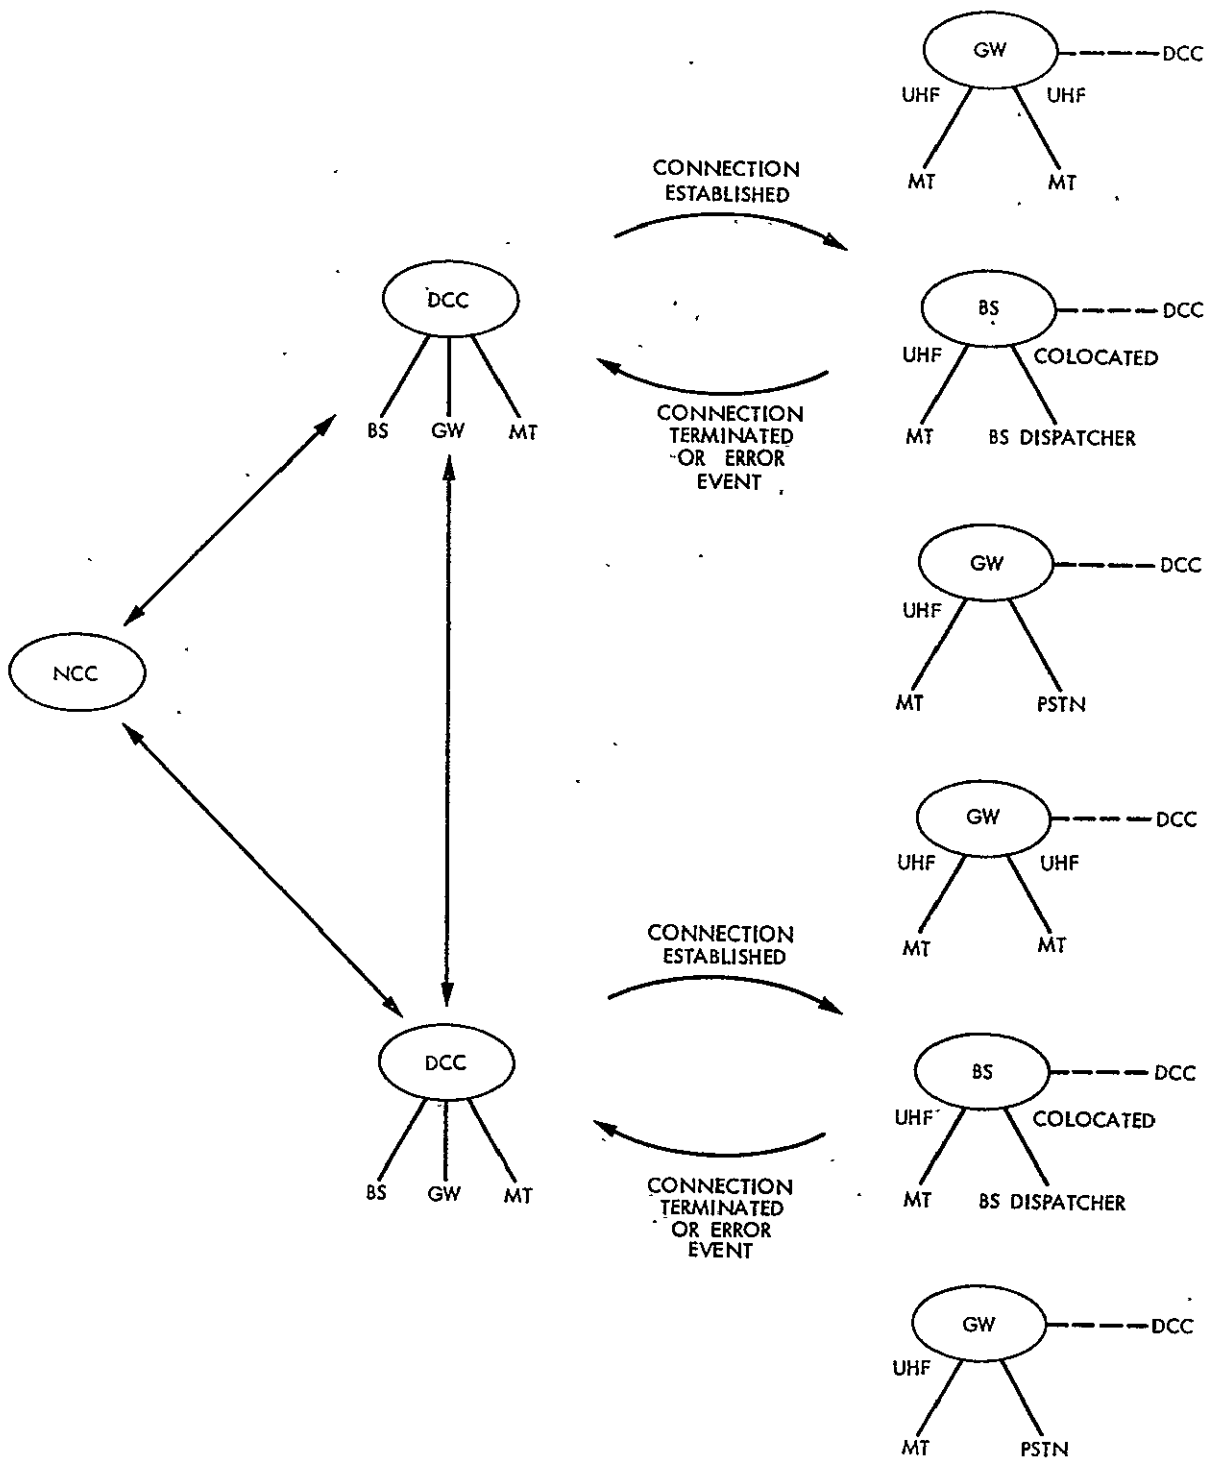 GW
DCC
UHF
UHF
MT
MT
CONNECTION
ESTABLISHED
DCC
BS
GW
MT
BS
DCC
UHF
COLOCATED
MT
BS DISPATCHER
CONNECTION
TERMINATED
OR ERROR
EVENT
GW
DCC
UHF
MT
PSTN
NCC
GW
DCC
UHF
UHF
MT
MT
CONNECTION
ESTABLISHED
DCC
BS
GW
MT
BS
DCC
UHF
COLOCATED
MT
BS DISPATCHER
CONNECTION
TERMINATED
OR ERROR
EVENT
GW
DCC
UHF
MT
PSTN